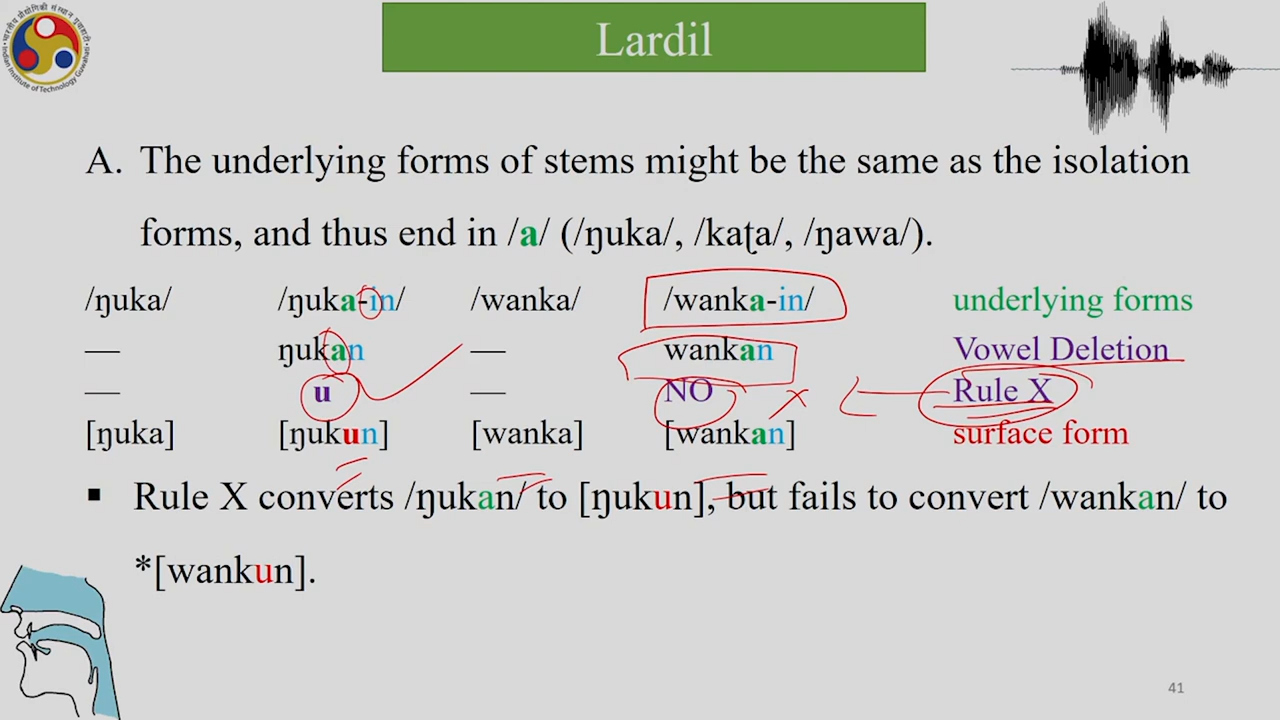 Lardil
A. The underlying forms of stems might be the same as the isolation
forms, and thus end in /a/ (/ŋuka/, /kaʈa/, /ŋawa/).
/ŋuka/ /ŋuka-in/ /wanka/ /wanka-in/ underlying forms
— ŋukan — wankan Vowel Deletion
— u — NO Rule X
[ŋuka] [ŋukun] [wanka] [wankan] surface form
▪ Rule X converts /ŋukan/ to [ŋukun], but fails to convert /wankan/ to
*[wankun].
41